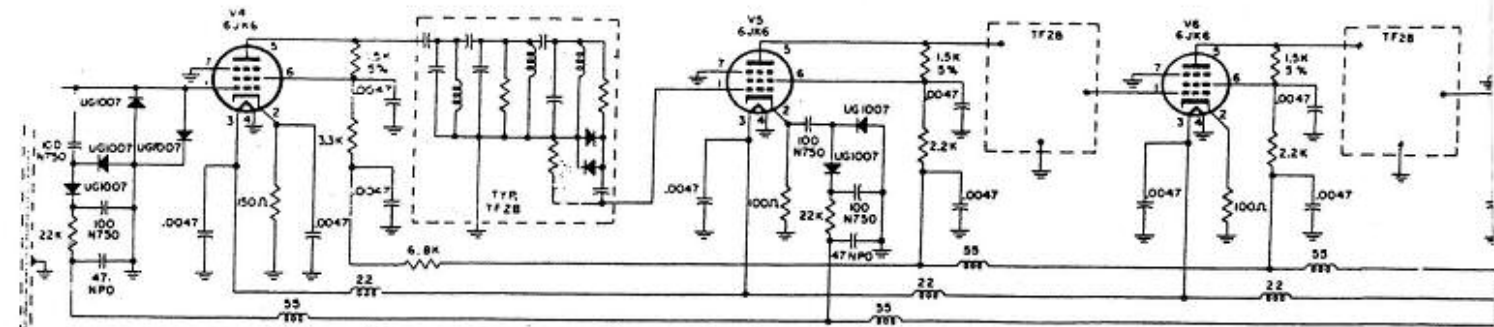 V4
6JK6
7
5
1
6
3
4
2
1.5K
5%
.0047
UG1007
UG1007
UG1007
100
N750
UG1007
100
N750
22K
47
NPO
.0047
150Ω
.0047
3.3K
.0047
TYP.
TF2B
6.8K
22
55
V5
6JK6
7
5
1
6
3
4
2
1.5K
5%
.0047
UG1007
100
N750
UG1007
2.2K
.0047
100Ω
22K
100
N750
47 NPO
.0047
55
22
55
TF2B
V6
6JK6
7
5
1
6
3
4
2
1.5K
5%
.0047
2.2K
.0047
100Ω
.0047
55
22
TF2B